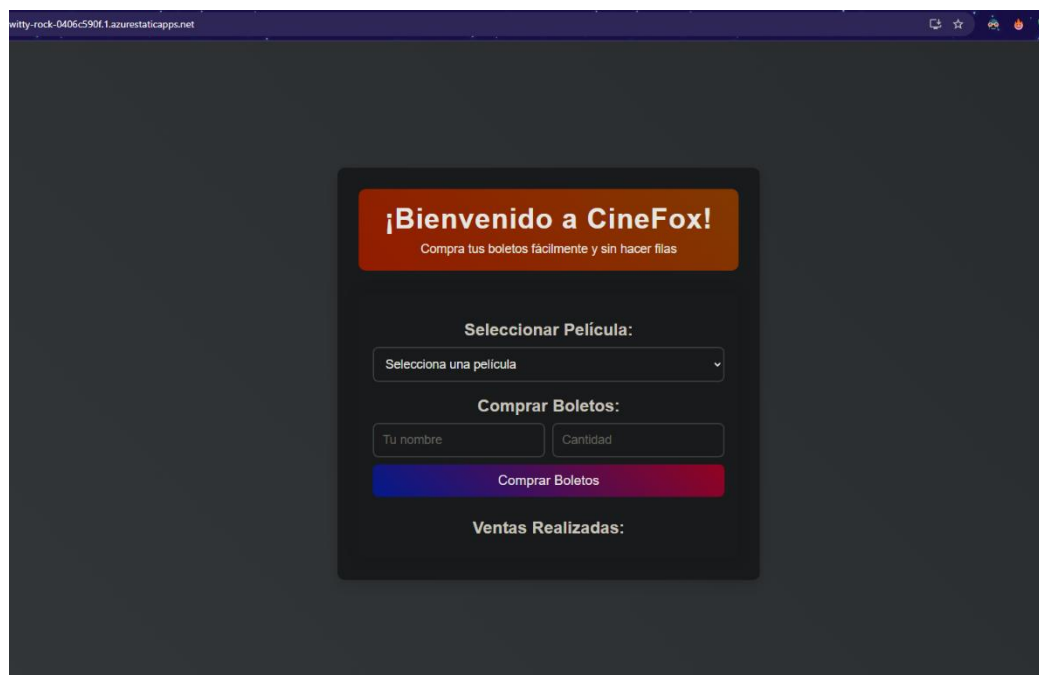 witty-rock-0406c590f.1.azurestaticapps.net
¡Bienvenido a CineFox!
Compra tus boletos fácilmente y sin hacer filas
Seleccionar Película:
Selecciona una película
Comprar Boletos:
Tu nombre Cantidad
Comprar Boletos
Ventas Realizadas: